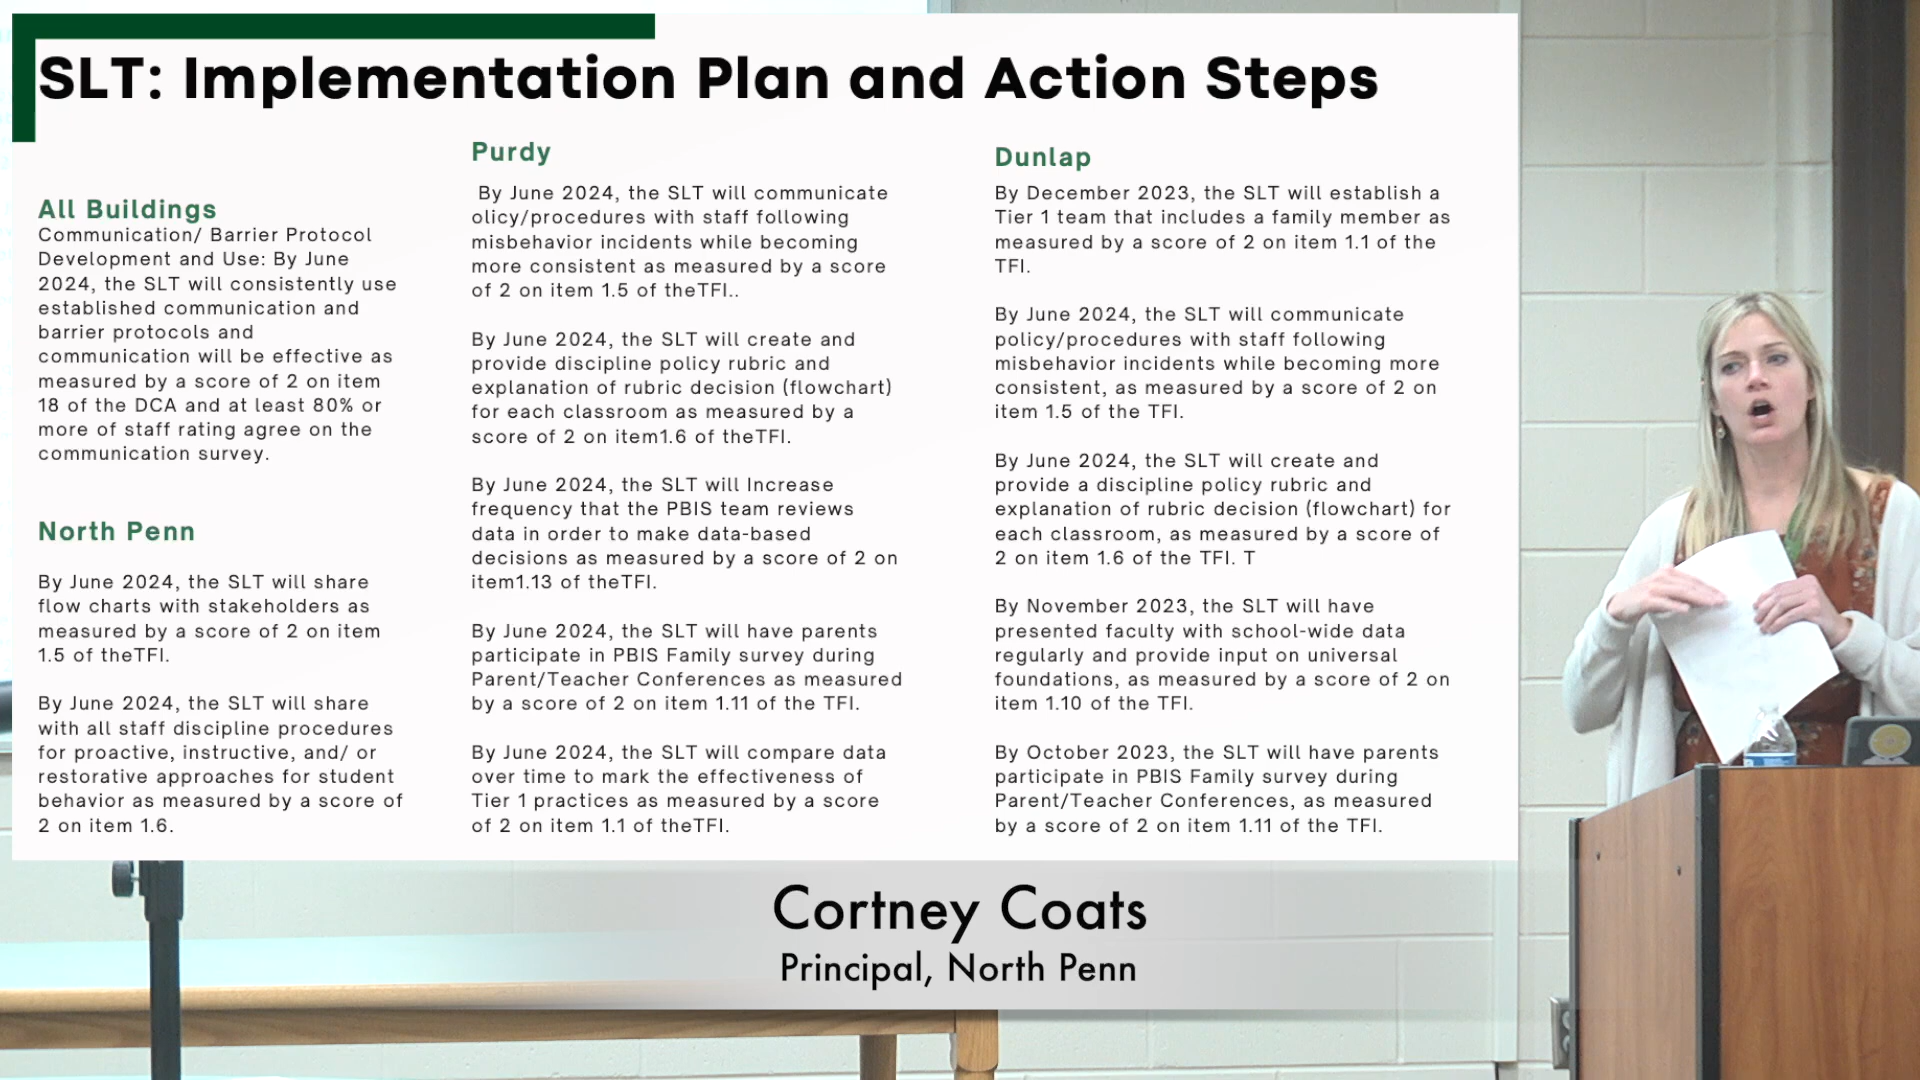 SLT: Implementation Plan and Action Steps
All Buildings
Communication/ Barrier Protocol
Development and Use: By June
2024, the SLT will consistently use
established communication and
barrier protocols and
communication will be effective as
measured by a score of 2 on item
18 of the DCA and at least 80% or
more of staff rating agree on the
communication survey.
North Penn
By June 2024, the SLT will share
flow charts with stakeholders as
measured by a score of 2 on item
1.5 of theTFI.
By June 2024, the SLT will share
with all staff discipline procedures
for proactive, instructive, and/ or
restorative approaches for student
behavior as measured by a score of
2 on item 1.6.
Purdy
By June 2024, the SLT will communicate
olicy/procedures with staff following
misbehavior incidents while becoming
more consistent as measured by a score
of 2 on item 1.5 of theTFI..
By June 2024, the SLT will create and
provide discipline policy rubric and
explanation of rubric decision (flowchart)
for each classroom as measured by a
score of 2 on item1.6 of theTFI.
By June 2024, the SLT will Increase
frequency that the PBIS team reviews
data in order to make data-based
decisions as measured by a score of 2 on
item1.13 of theTFI.
By June 2024, the SLT will have parents
participate in PBIS Family survey during
Parent/Teacher Conferences as measured
by a score of 2 on item 1.11 of the TFI.
By June 2024, the SLT will compare data
over time to mark the effectiveness of
Tier 1 practices as measured by a score
of 2 on item 1.1 of theTFI.
Dunlap
By December 2023, the SLT will establish a
Tier 1 team that includes a family member as
measured by a score of 2 on item 1.1 of the
TFI.
By June 2024, the SLT will communicate
policy/procedures with staff following
misbehavior incidents while becoming more
consistent, as measured by a score of 2 on
item 1.5 of the TFI.
By June 2024, the SLT will create and
provide a discipline policy rubric and
explanation of rubric decision (flowchart) for
each classroom, as measured by a score of
2 on item 1.6 of the TFI. T
By November 2023, the SLT will have
presented faculty with school-wide data
regularly and provide input on universal
foundations, as measured by a score of 2 on
item 1.10 of the TFI.
By October 2023, the SLT will have parents
participate in PBIS Family survey during
Parent/Teacher Conferences, as measured
by a score of 2 on item 1.11 of the TFI.
Cortney Coats
Principal, North Penn